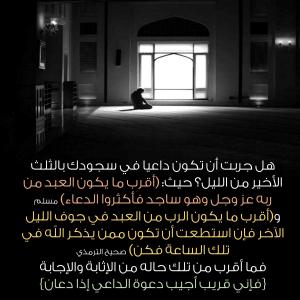 هل جربت أن تكون داعيا في سجودك بالثلث
الأخير من الليل؟ حيث: (أقرب ما يكون العبد من
ربه عز وجل وهو ساجد فأكثروا الدعاء) مسلم
و(أقرب ما يكون الرب من العبد في جوف الليل
الآخر فإن استطعت أن تكون ممن يذكر الله في
تلك الساعة فكن) صحيح الترمذي
فما أقرب من تلك حاله من الإثابة والإجابة
{فإني قريب أجيب دعوة الداعي إذا دعان}